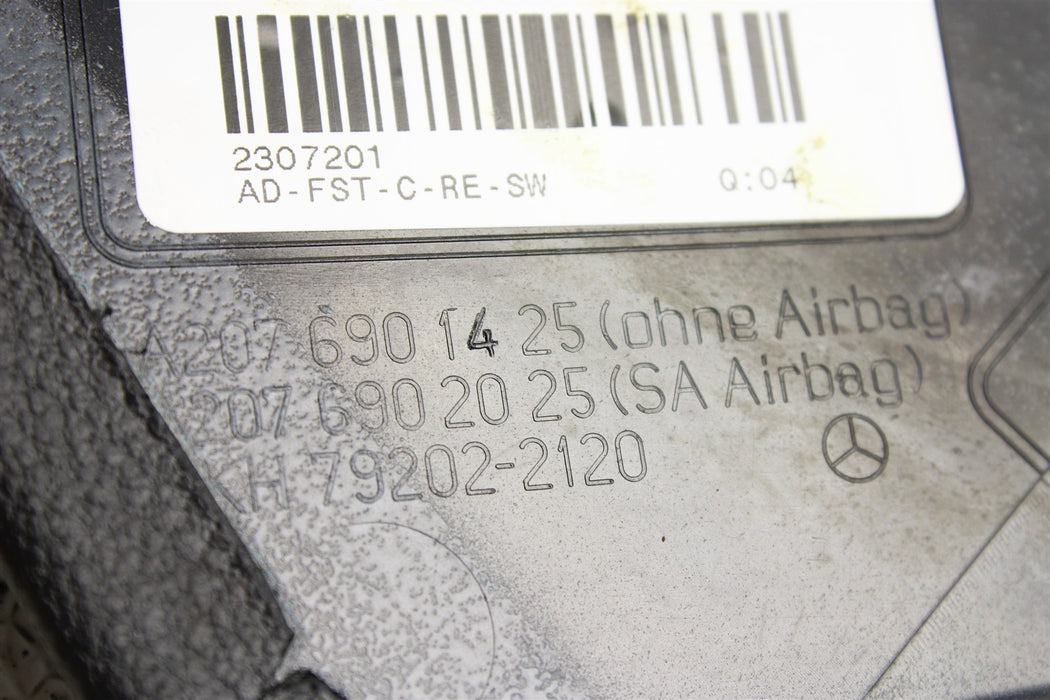 2307201
AD-FST-C-RE-SW Q:04
A207 690 14 25 (ohne Airbag)
207 690 20 25 (SA Airbag)
KH 79202-2120